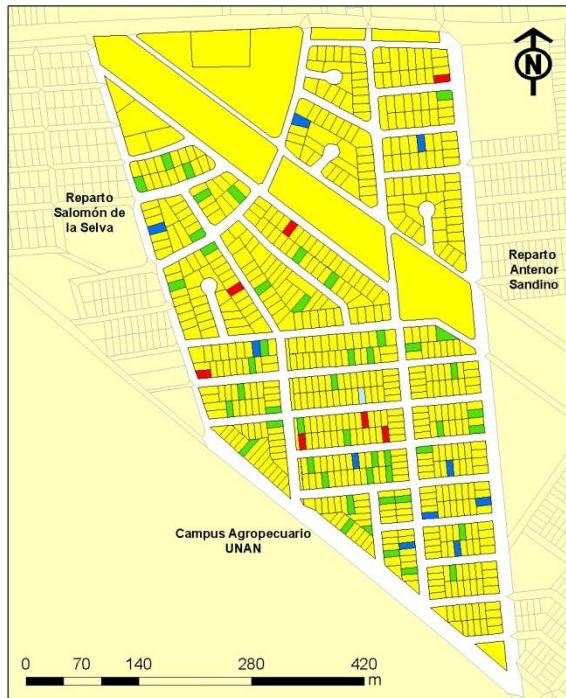 N
Reparto
Salomón de
la Selva
Reparto
Antenor
Sandino
Campus Agropecuario
UNAN
0 70 140 280 420
m